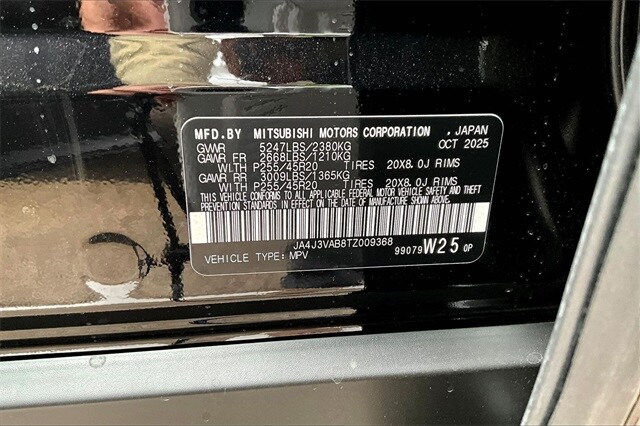 MFD.BY MITSUBISHI MOTORS CORPORATION , JAPAN
GVWR 5247LBS/2380KG OCT 2025
GAWR FR 2668LBS/1210KG
WITH P255/45R20 TIRES 20X8.0J RIMS
GAWR RR 3009LBS/1365KG
WITH P255/45R20 TIRES 20X8.0J RIMS
THIS VEHICLE CONFORMS TO ALL APPLICABLE FEDERAL MOTOR VEHICLE SAFETY AND THEFT
PREVENTION STANDARDS IN EFFECT ON THE DATE OF MANUFACTURE SHOWN ABOVE.
JA4J3VAB8TZ009368
VEHICLE TYPE: MPV 99079 W25 0P